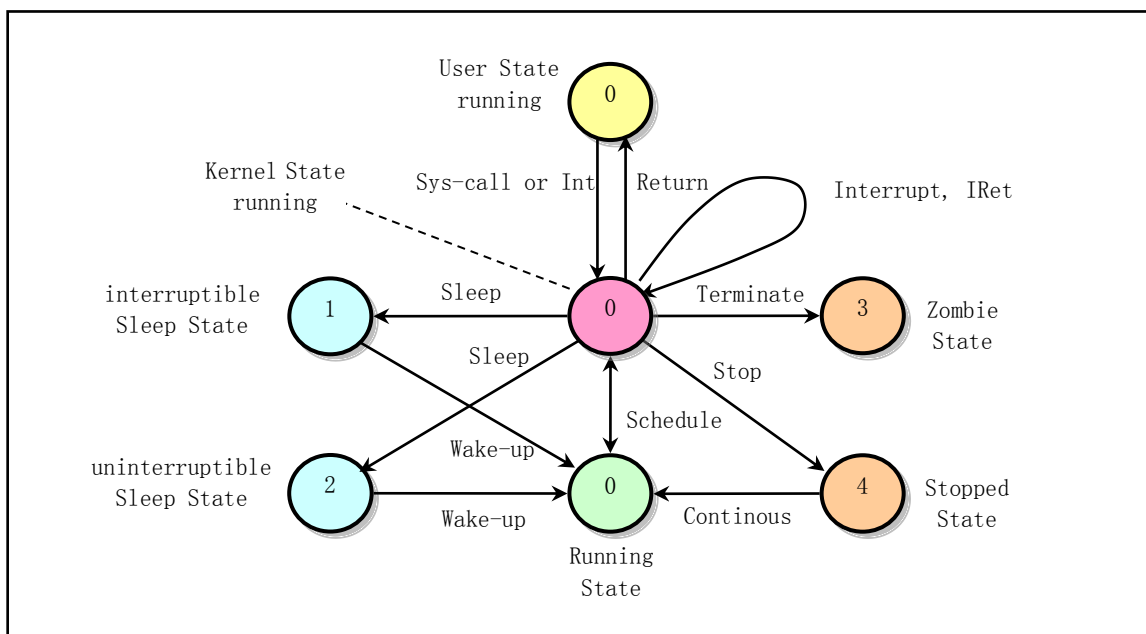 User State
running
0
Kernel State
running
Sys-call or Int
Return
Interrupt, IRet
interruptible
Sleep State
1
Sleep
0
Terminate
3
Zombie
State
Sleep
Stop
Schedule
Wake-up
uninterruptible
Sleep State
2
Wake-up
0
Continous
4
Stopped
State
Running
State